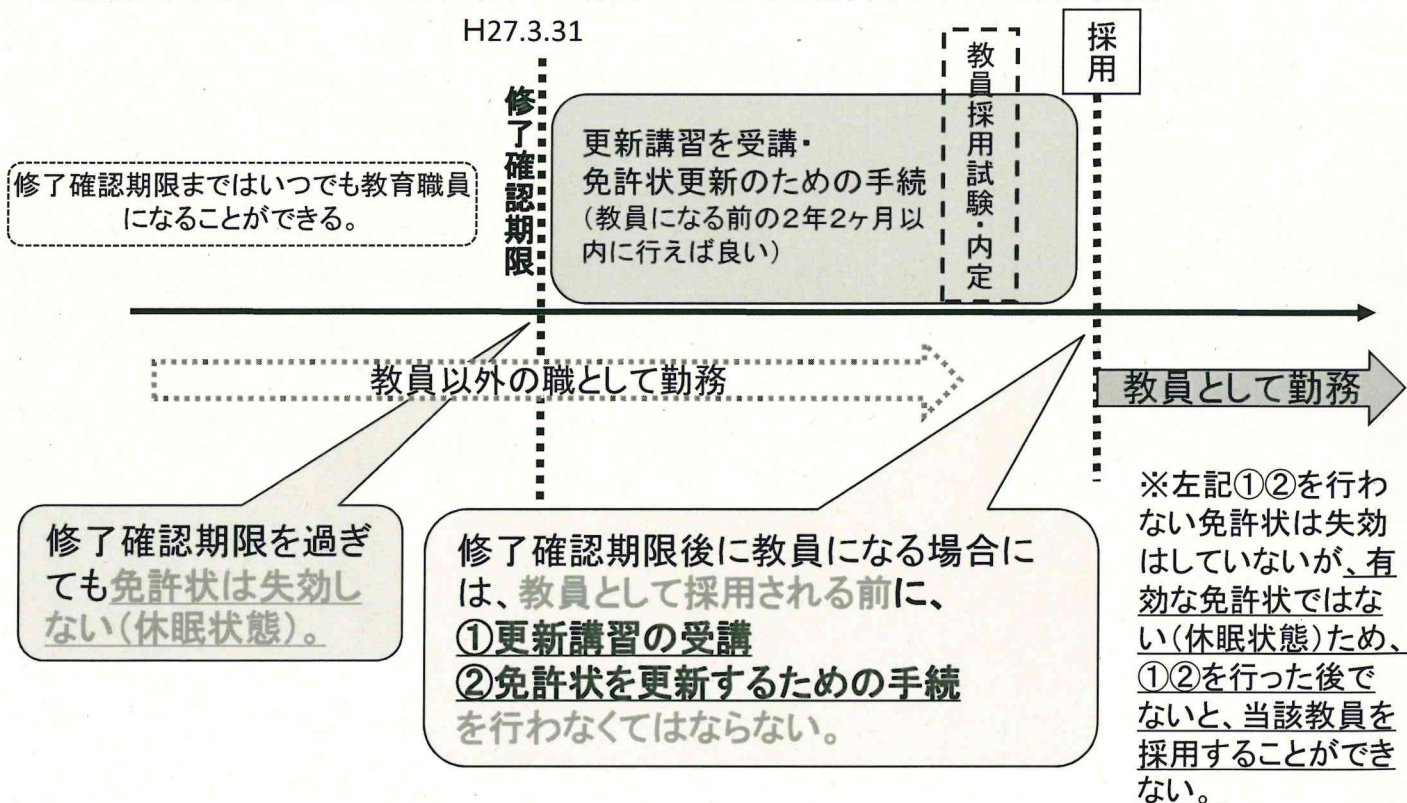 H27.3.31
修了確認期限
教員採用試験・内定
採用
修了確認期限まではいつでも教育職員
になることができる。
更新講習を受講・
免許状更新のための手続
(教員になる前の2年2ヶ月以
内に行えば良い)
教員以外の職として勤務
教員として勤務
修了確認期限を過ぎ
ても免許状は失効し
ない(休眠状態)。
修了確認期限後に教員になる場合に
は、教員として採用される前に、
①更新講習の受講
②免許状を更新するための手続
を行わなくてはならない。
※左記①②を行わ
ない免許状は失効
はしていないが、有
効な免許状ではな
い(休眠状態)ため、
①②を行った後で
ないと、当該教員を
採用することができ
ない。